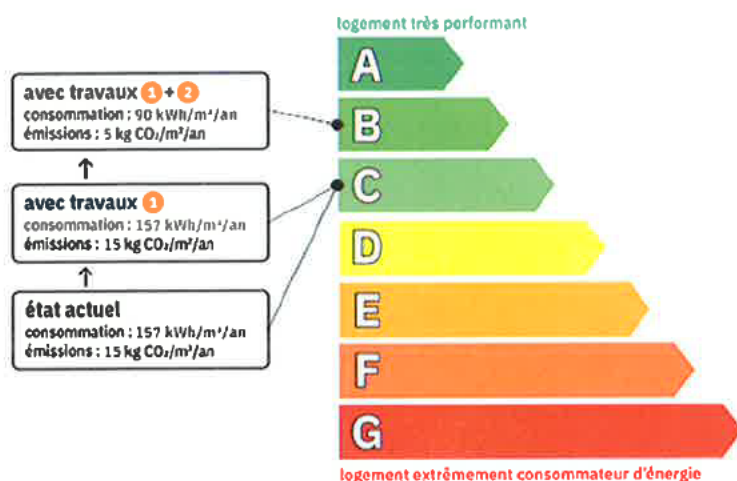 logement très performant
A
avec travaux 1 + 2
consommation : 90 kWh/m²/an
émissions : 5 kg CO₂/m²/an
B
C
avec travaux 1
consommation : 157 kWh/m²/an
émissions : 15 kg CO₂/m²/an
D
état actuel
consommation : 157 kWh/m²/an
émissions : 15 kg CO₂/m²/an
E
F
G
logement extrêmement consommateur d'énergie